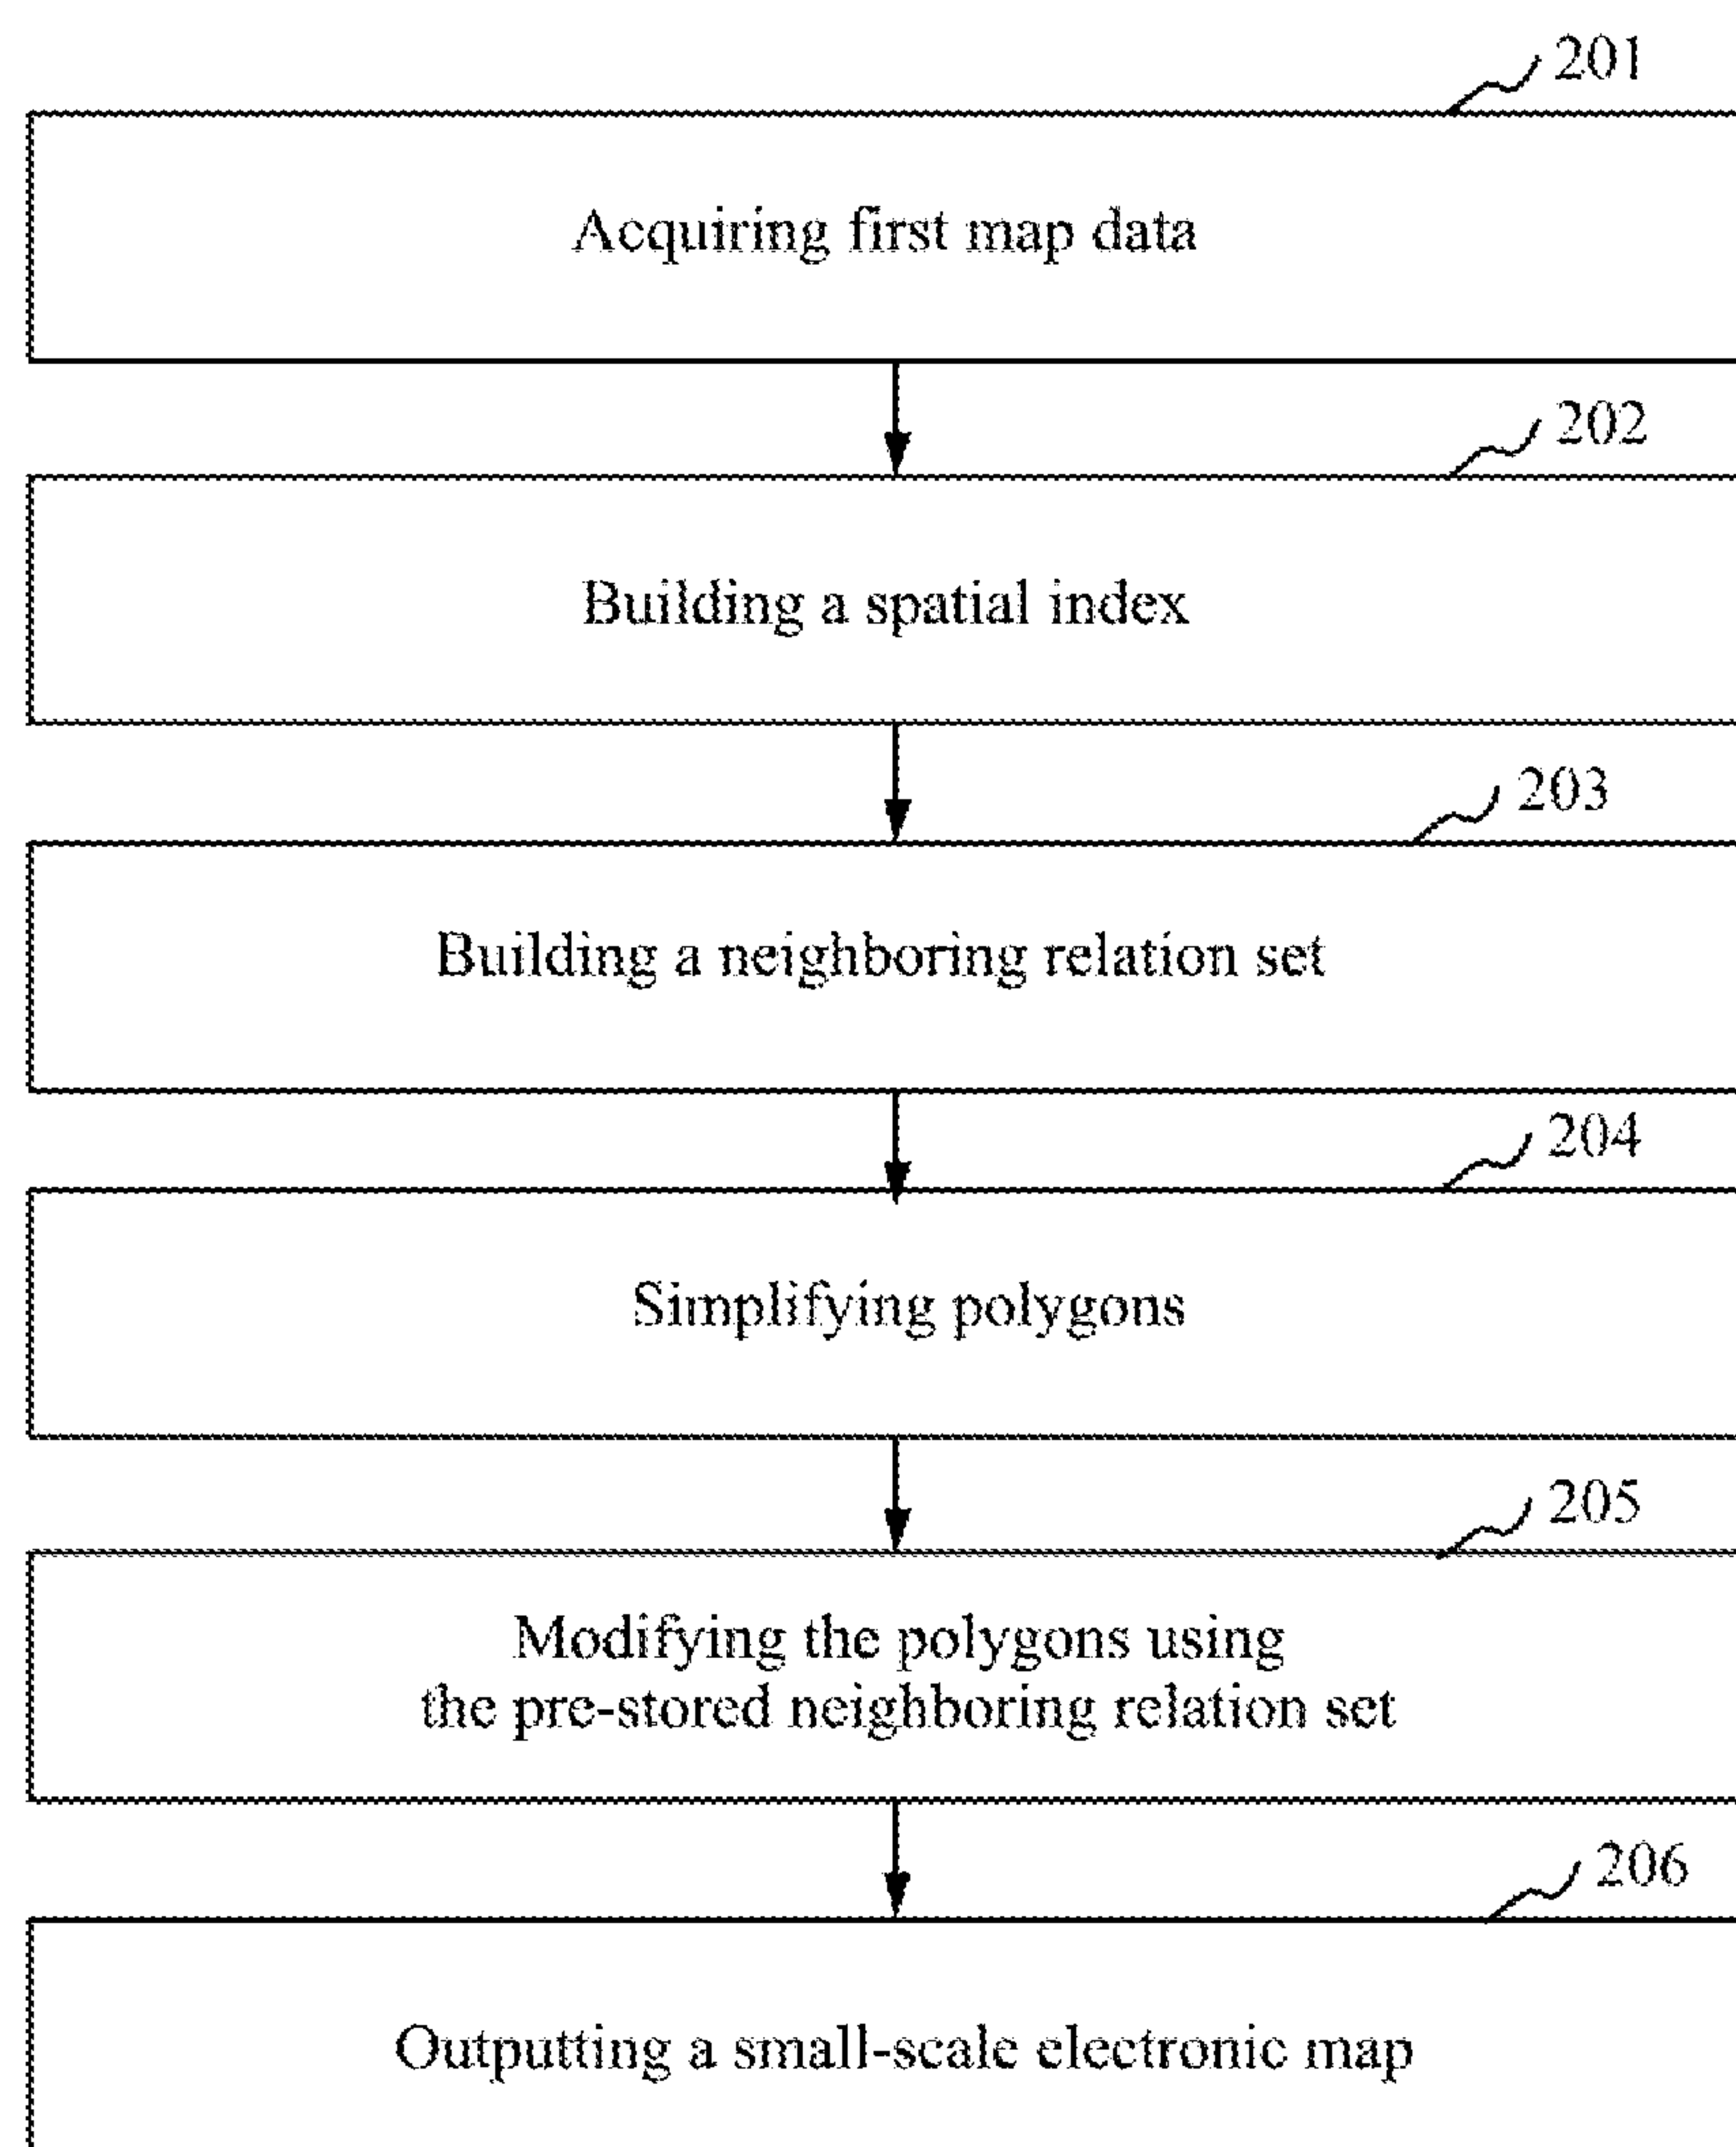 201
Acquiring first map data
202
Building a spatial index
203
Building a neighboring relation set
204
Simplifying polygons
205
Modifying the polygons using
the pre-stored neighboring relation set
206
Outputting a small-scale electronic map